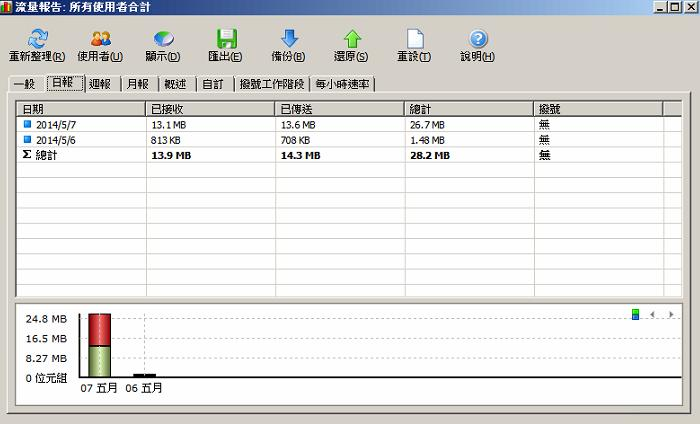 流量報告: 所有使用者合計
重新整理(R) 使用者(U) 顯示(D) 匯出(E) 備份(B) 還原(S) 重設(T) 說明(H)
一般 日報 週報 月報 概述 自訂 撥號工作階段 每小時速率
日期 已接收 已傳送 總計 撥號
2014/5/7 13.1 MB 13.6 MB 26.7 MB 無
2014/5/6 813 KB 708 KB 1.48 MB 無
Σ 總計 13.9 MB 14.3 MB 28.2 MB 無
24.8 MB
16.5 MB
8.27 MB
0 位元組
07 五月 06 五月